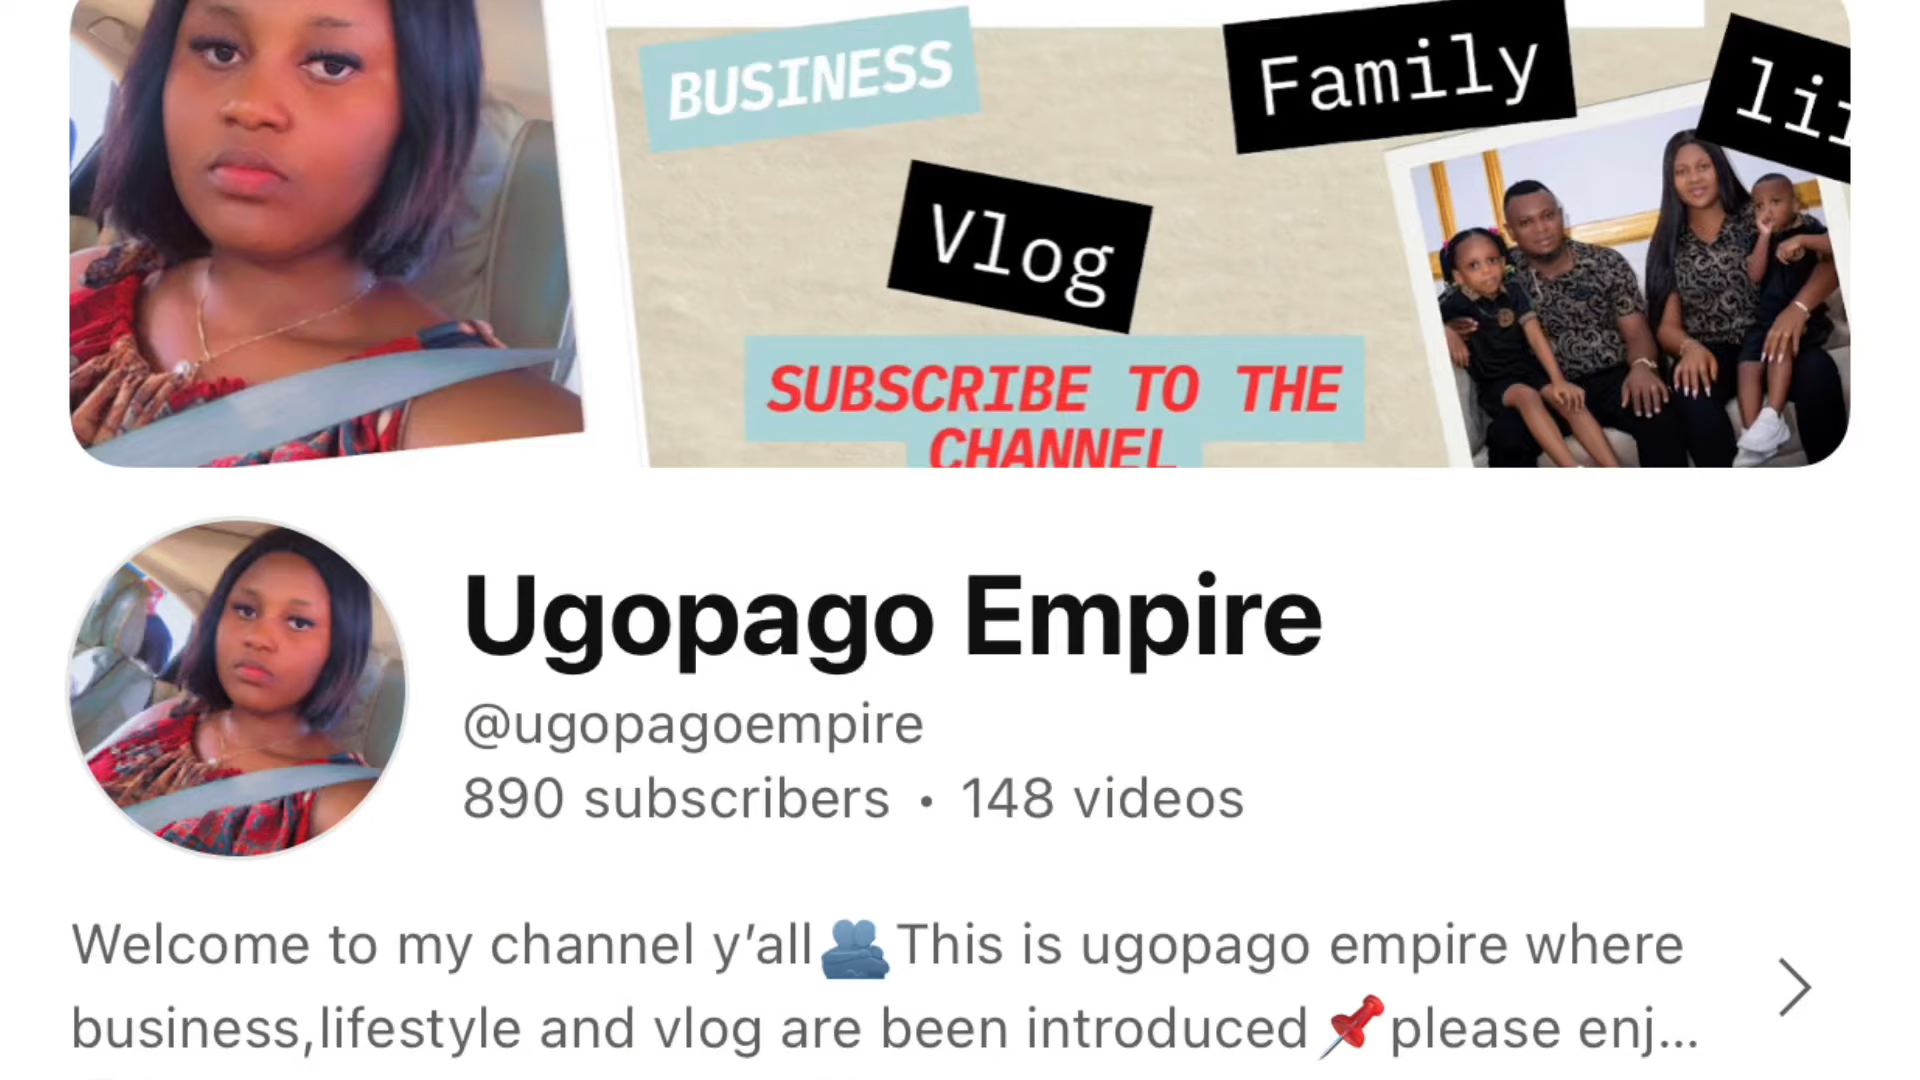 BUSINESS
Family
Vlog
SUBSCRIBE TO THE
CHANNEL
Ugopago Empire
@ugopagoempire
890 subscribers • 148 videos
Welcome to my channel y’all🫂This is ugopago empire where
business,lifestyle and vlog are been introduced📌please enj...